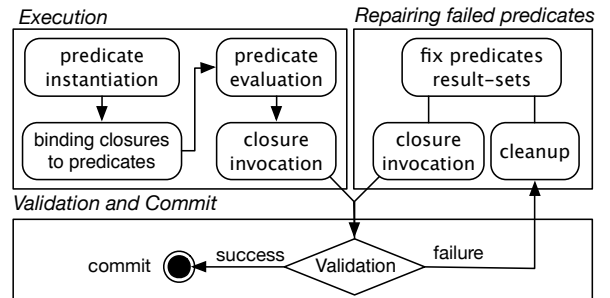 Execution
predicate
instantiation
binding closures
to predicates
predicate
evaluation
closure
invocation
Repairing failed predicates
fix predicates
result-sets
closure
invocation
cleanup
Validation and Commit
commit
success
Validation
failure